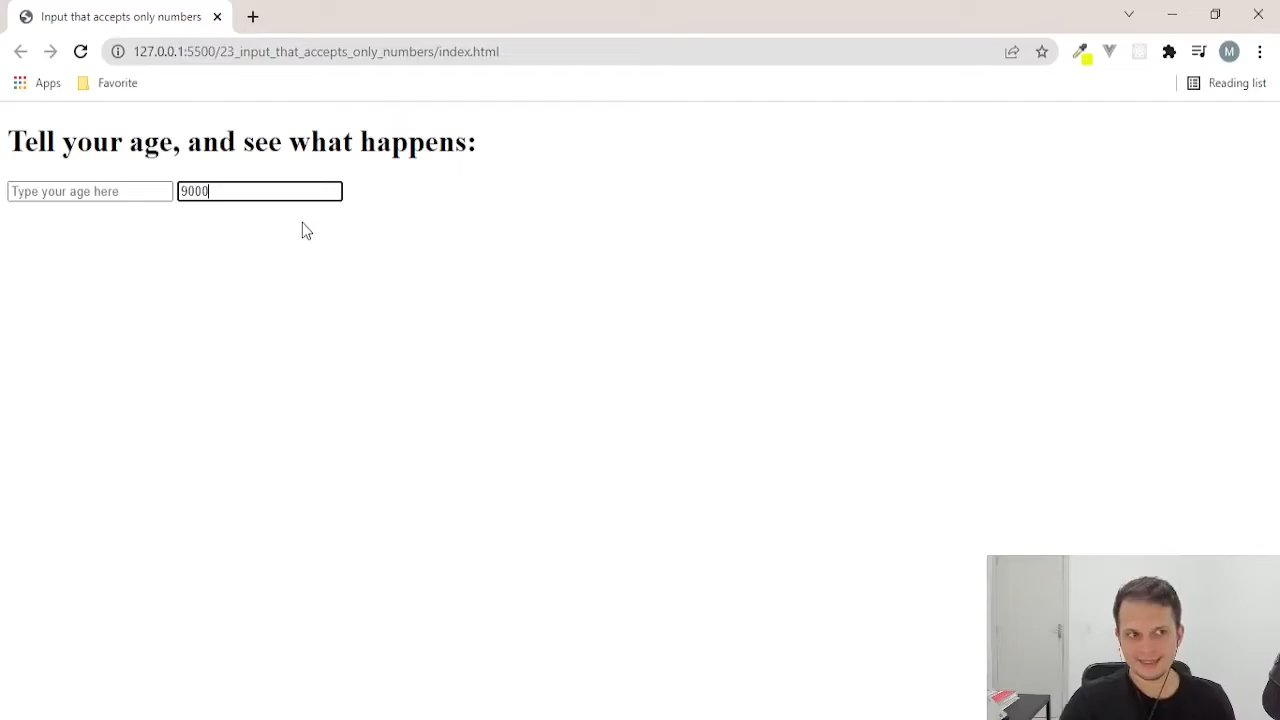 Input that accepts only numbers
127.0.0.1:5500/23_input_that_accepts_only_numbers/index.html
M
Apps
Favorite
Reading list
Tell your age, and see what happens:
Type your age here
9000